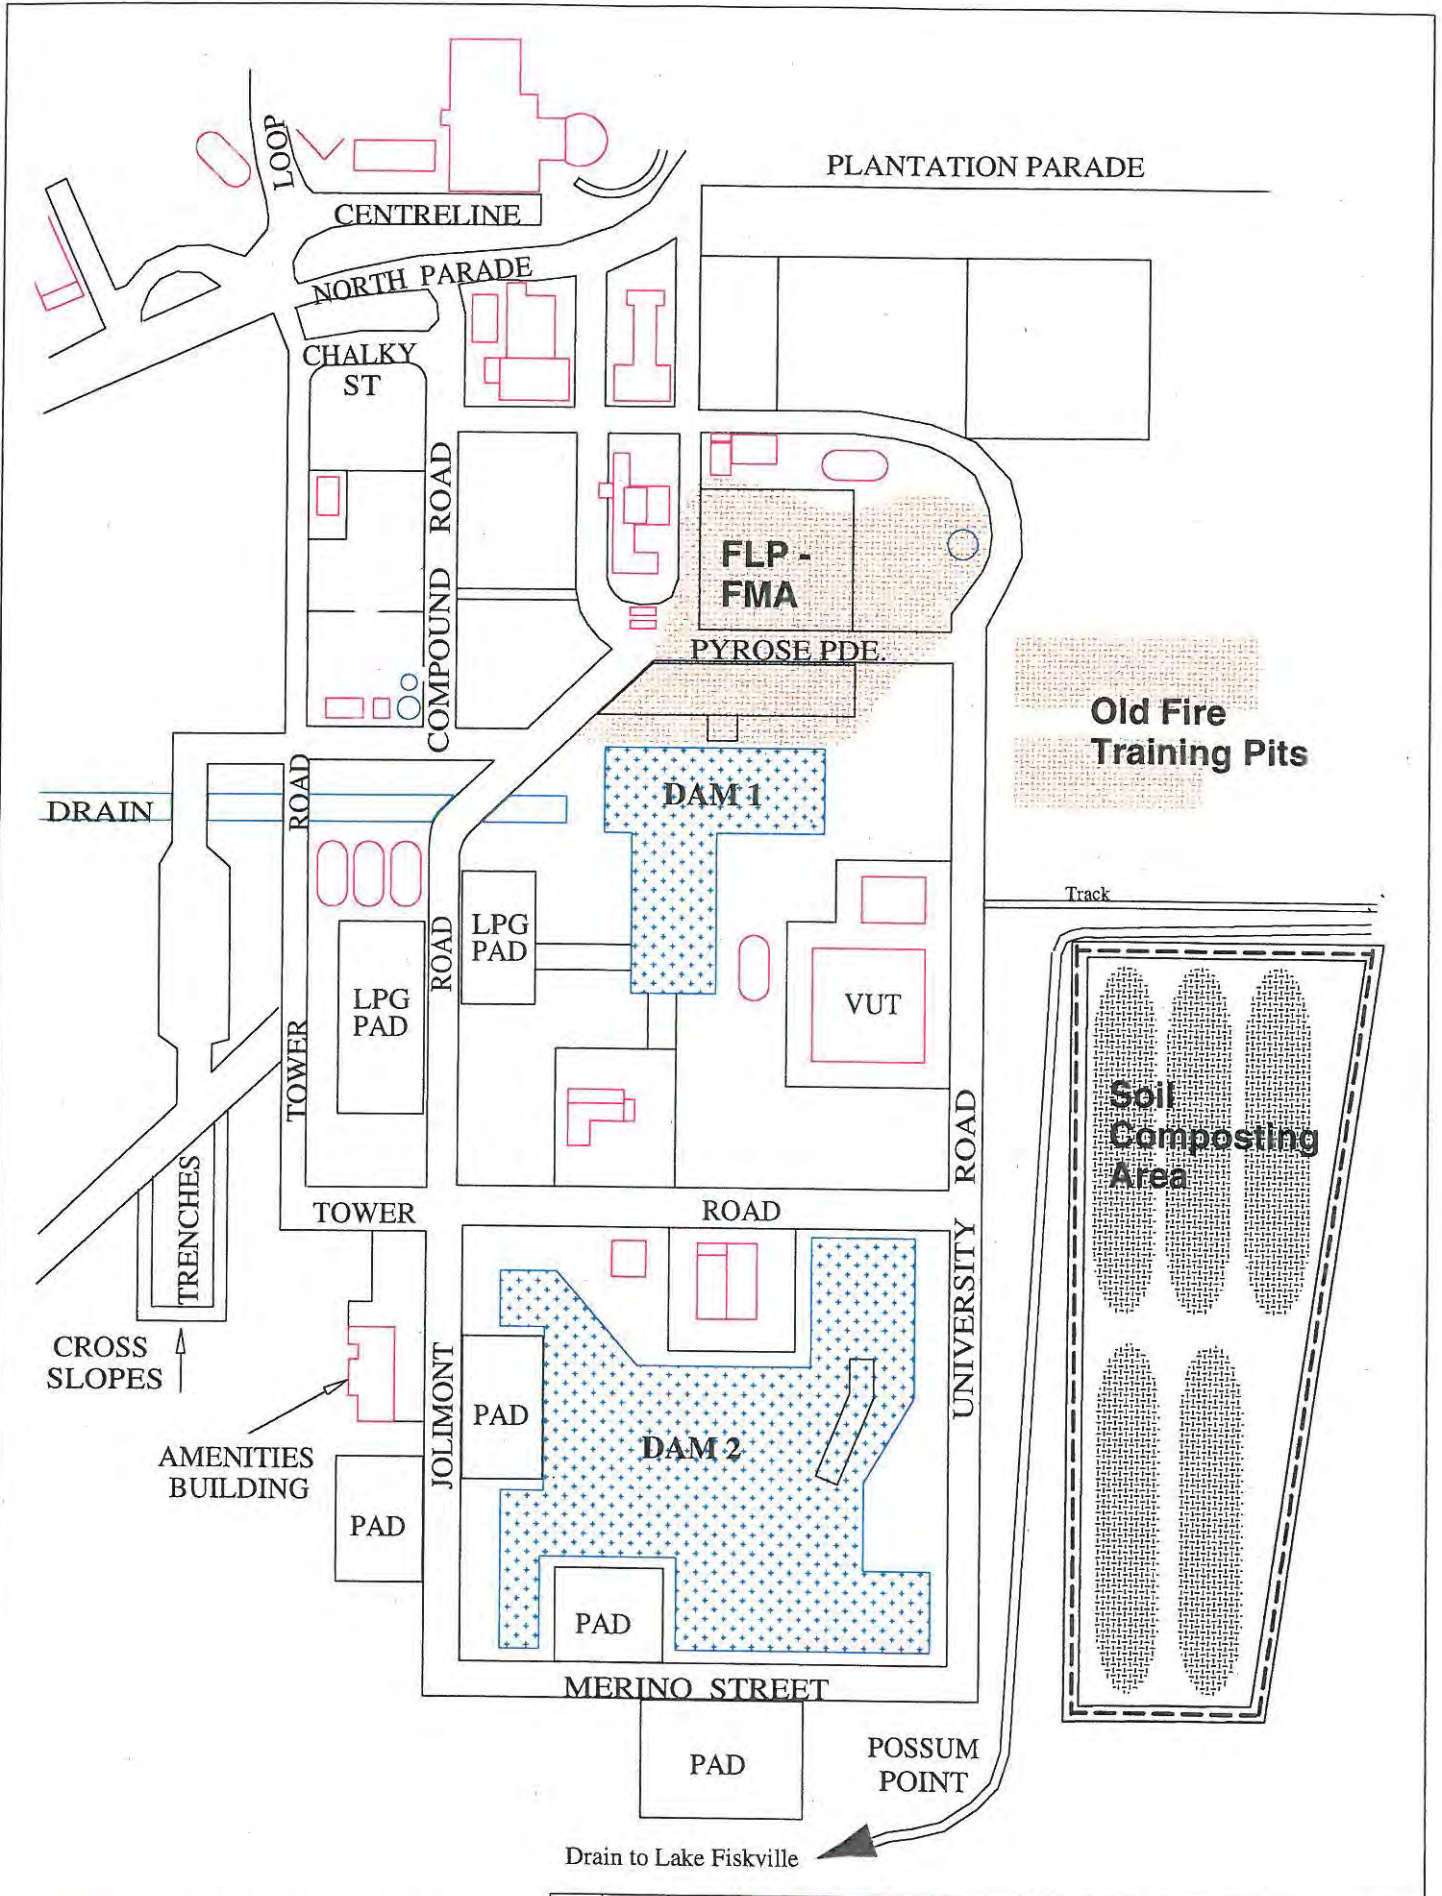 LOOP
PLANTATION PARADE
CENTRELINE
NORTH PARADE
CHALKY
ST
COMPOUND ROAD
FLP -
FMA
PYROSE PDE.
Old Fire
Training Pits
DRAIN
ROAD
DAM 1
Track
LPG
PAD
ROAD
LPG
PAD
VUT
TOWER
Soil
Composting
Area
ROAD
TRENCHES
TOWER
ROAD
UNIVERSITY
CROSS
SLOPES
JOLIMONT
PAD
DAM 2
AMENITIES
BUILDING
PAD
PAD
MERINO STREET
PAD
POSSUM
POINT
Drain to Lake Fiskville